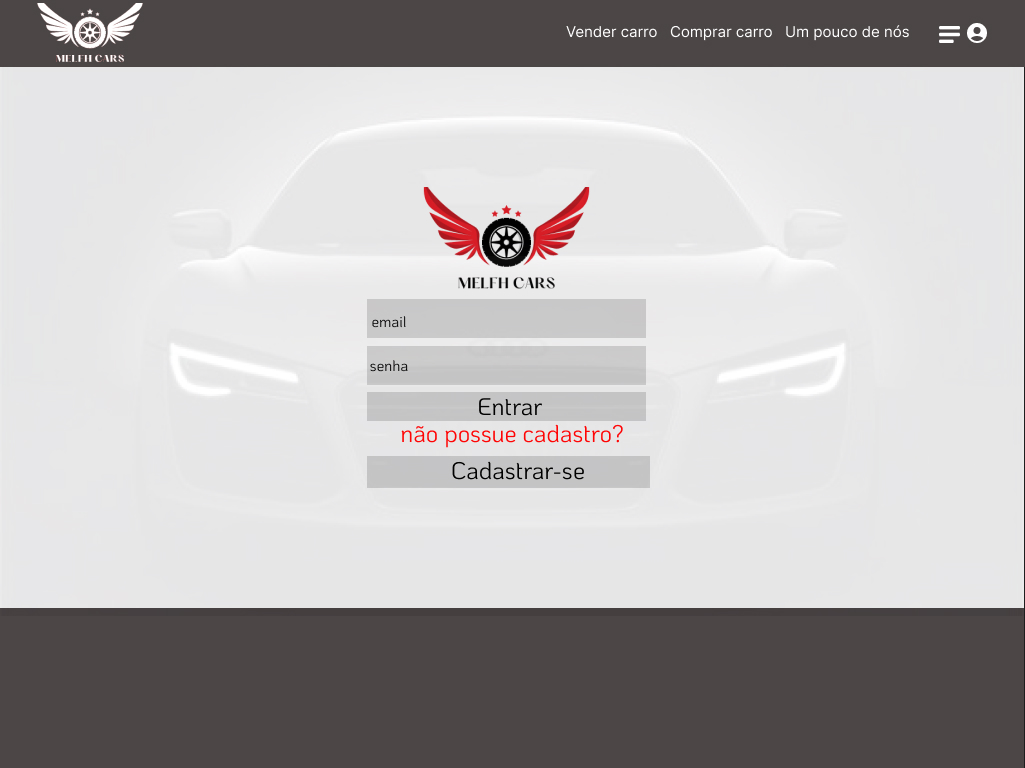 MELFH CARS
Vender carro Comprar carro Um pouco de nós
MELFH CARS
email
senha
Entrar
não possue cadastro?
Cadastrar-se